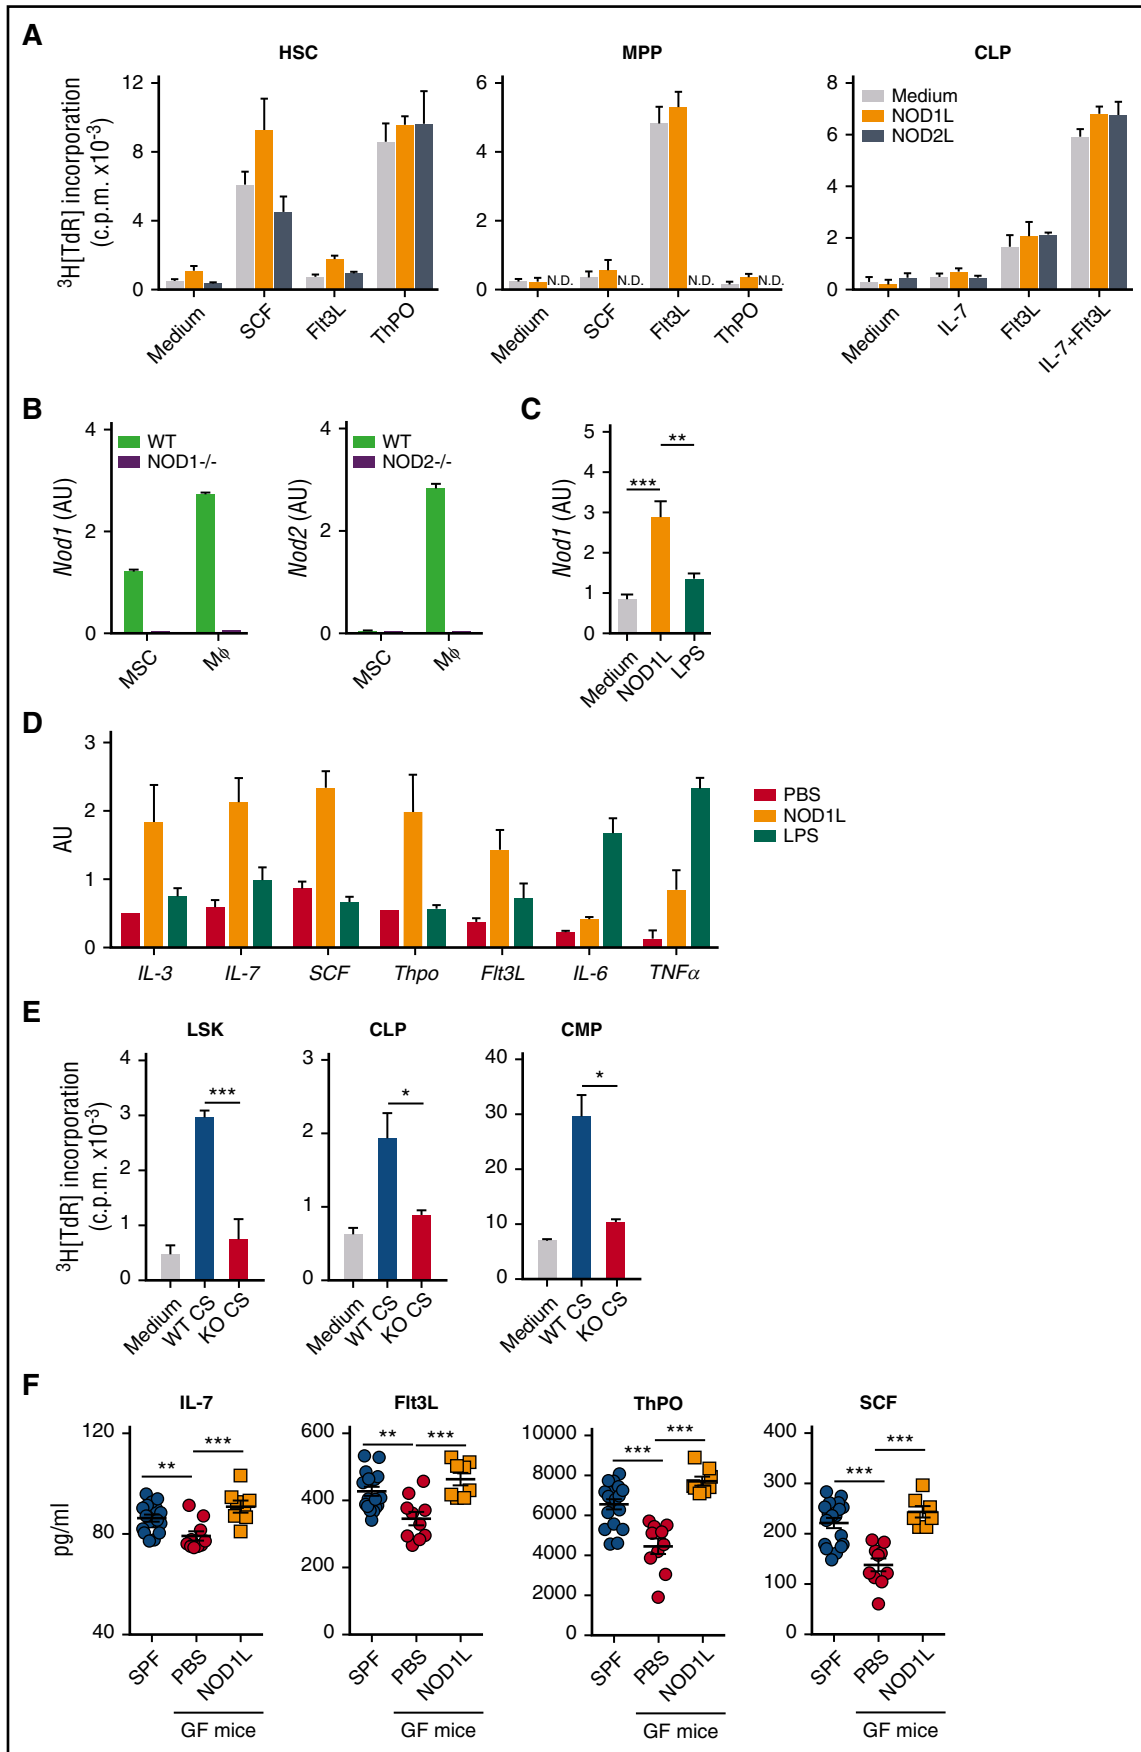 A
HSC
MPP
CLP
³H[TdR] incorporation
(c.p.m. x10⁻³)
12
8
4
0
6
4
2
0
8
6
4
2
0
Medium
NOD1L
NOD2L
N.D.
N.D.
N.D.
N.D.
Medium
SCF
Flt3L
ThPO
Medium
SCF
Flt3L
ThPO
Medium
IL-7
Flt3L
IL-7+Flt3L
B
Nod1 (AU)
4
2
0
WT
NOD1-/-
MSC
Mϕ
Nod2 (AU)
4
2
0
WT
NOD2-/-
MSC
Mϕ
C
Nod1 (AU)
5
4
3
2
1
0
***
**
Medium
NOD1L
LPS
D
AU
3
2
1
0
PBS
NOD1L
LPS
IL-3
IL-7
SCF
Thpo
Flt3L
IL-6
TNFα
E
LSK
CLP
CMP
³H[TdR] incorporation
(c.p.m. x10⁻³)
4
3
2
1
0
***
Medium
WT CS
KO CS
3
2
1
0
*
Medium
WT CS
KO CS
40
30
20
10
0
*
Medium
WT CS
KO CS
F
IL-7
Flt3L
ThPO
SCF
pg/ml
120
80
40
**
***
SPF
PBS
NOD1L
GF mice
600
400
200
0
**
***
SPF
PBS
NOD1L
GF mice
10000
8000
6000
4000
2000
0
***
***
SPF
PBS
NOD1L
GF mice
400
300
200
100
0
***
***
SPF
PBS
NOD1L
GF mice